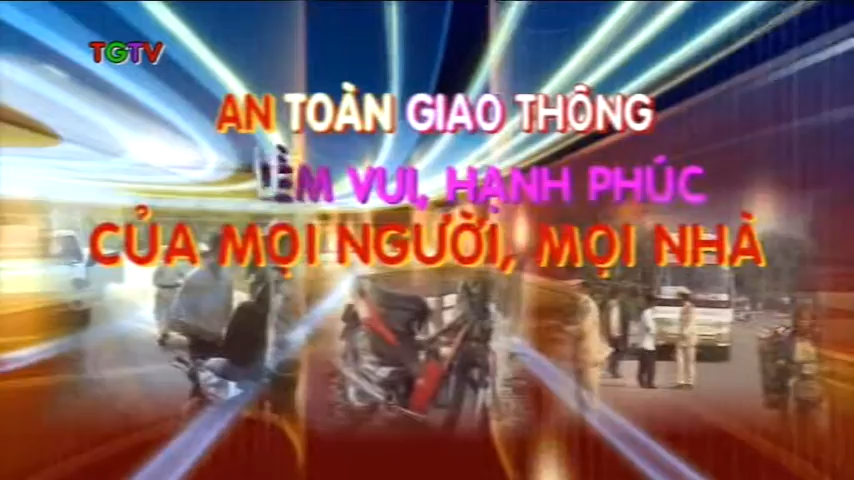 TGTV
AN TOÀN GIAO THÔNG
VUI, HẠNH PHÚC
CỦA MỌI NGƯỜI, MỌI NHÀ